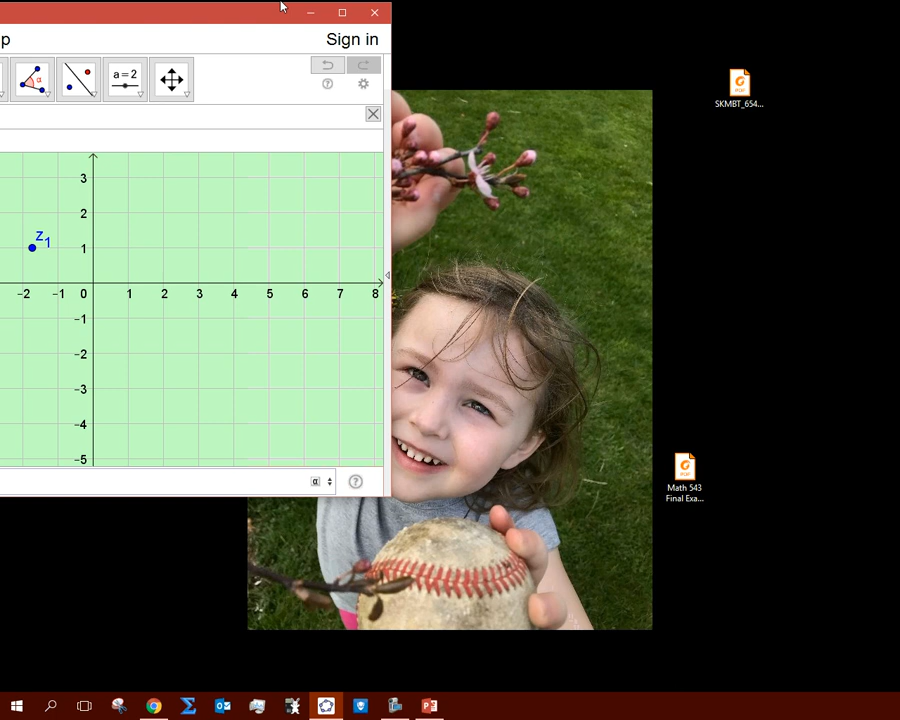 p
Sign in
a=2
α
3
2
z1
1
−2 −1 0 1 2 3 4 5 6 7 8
−1
−2
−3
−4
−5
α
SKMBT_654...
Math 543
Final Exa...